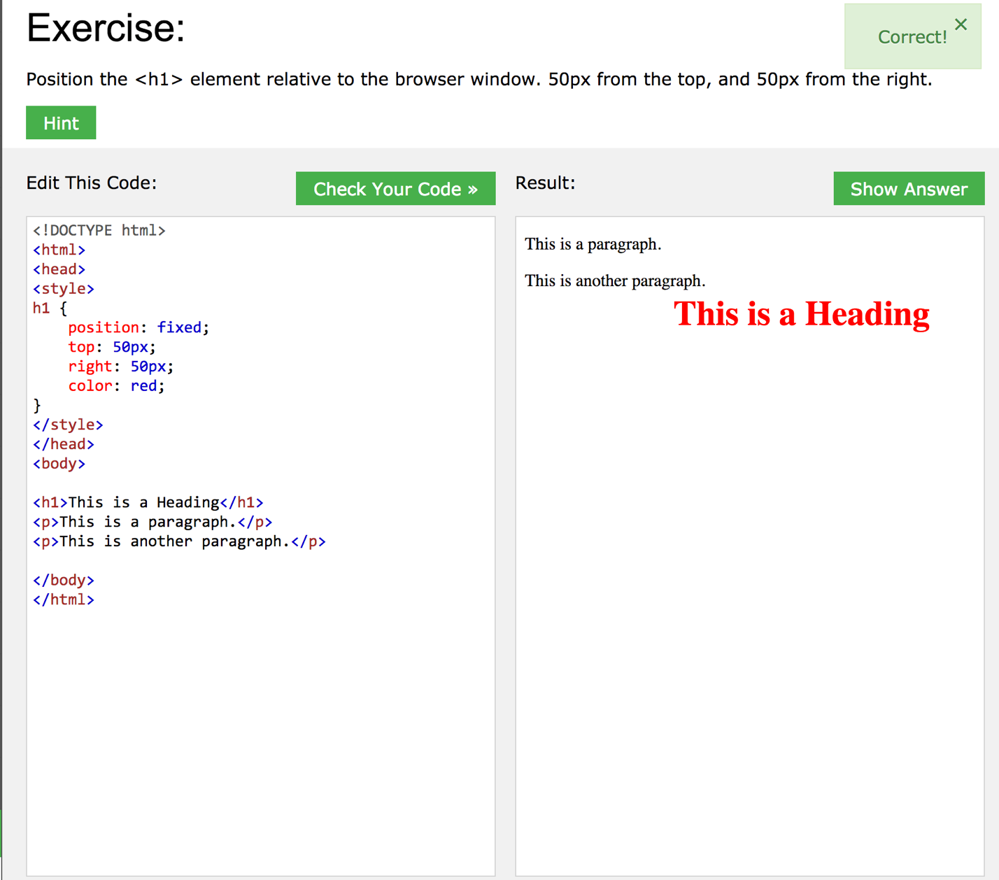 Exercise:
Correct! ×
Position the <h1> element relative to the browser window. 50px from the top, and 50px from the right.
Hint
Edit This Code:
Check Your Code »
<!DOCTYPE html>
<html>
<head>
<style>
h1 {
    position: fixed;
    top: 50px;
    right: 50px;
    color: red;
}
</style>
</head>
<body>

<h1>This is a Heading</h1>
<p>This is a paragraph.</p>
<p>This is another paragraph.</p>

</body>
</html>
Result:
Show Answer
This is a paragraph.
This is another paragraph.
This is a Heading